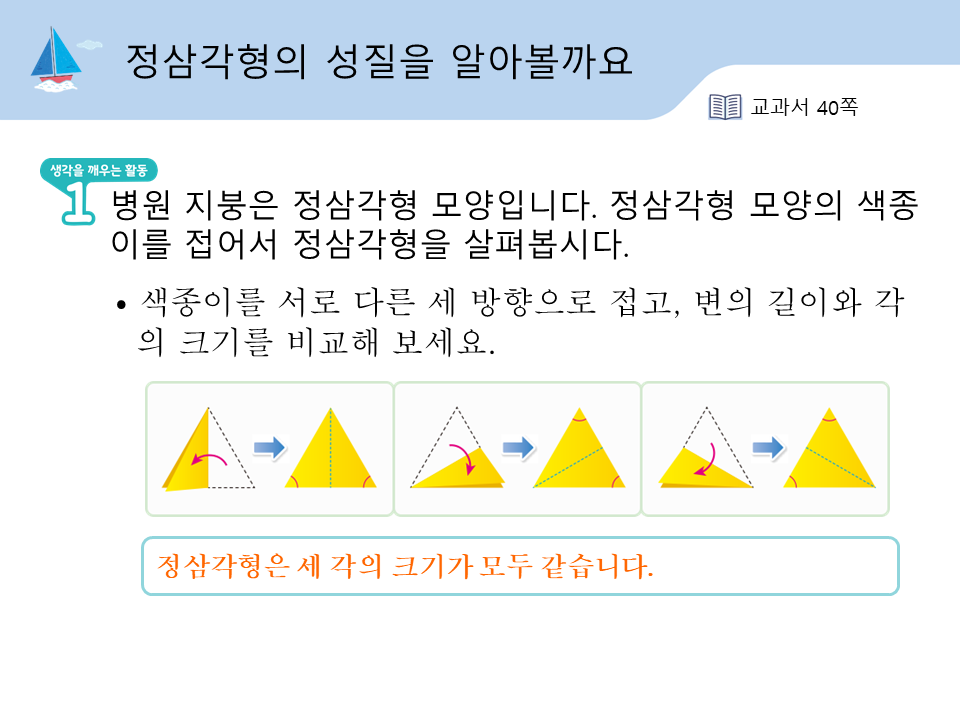 정삼각형의 성질을 알아볼까요
교과서 40쪽
생각을 깨우는 활동
1
병원 지붕은 정삼각형 모양입니다. 정삼각형 모양의 색종
이를 접어서 정삼각형을 살펴봅시다.
• 색종이를 서로 다른 세 방향으로 접고, 변의 길이와 각
의 크기를 비교해 보세요.
정삼각형은 세 각의 크기가 모두 같습니다.